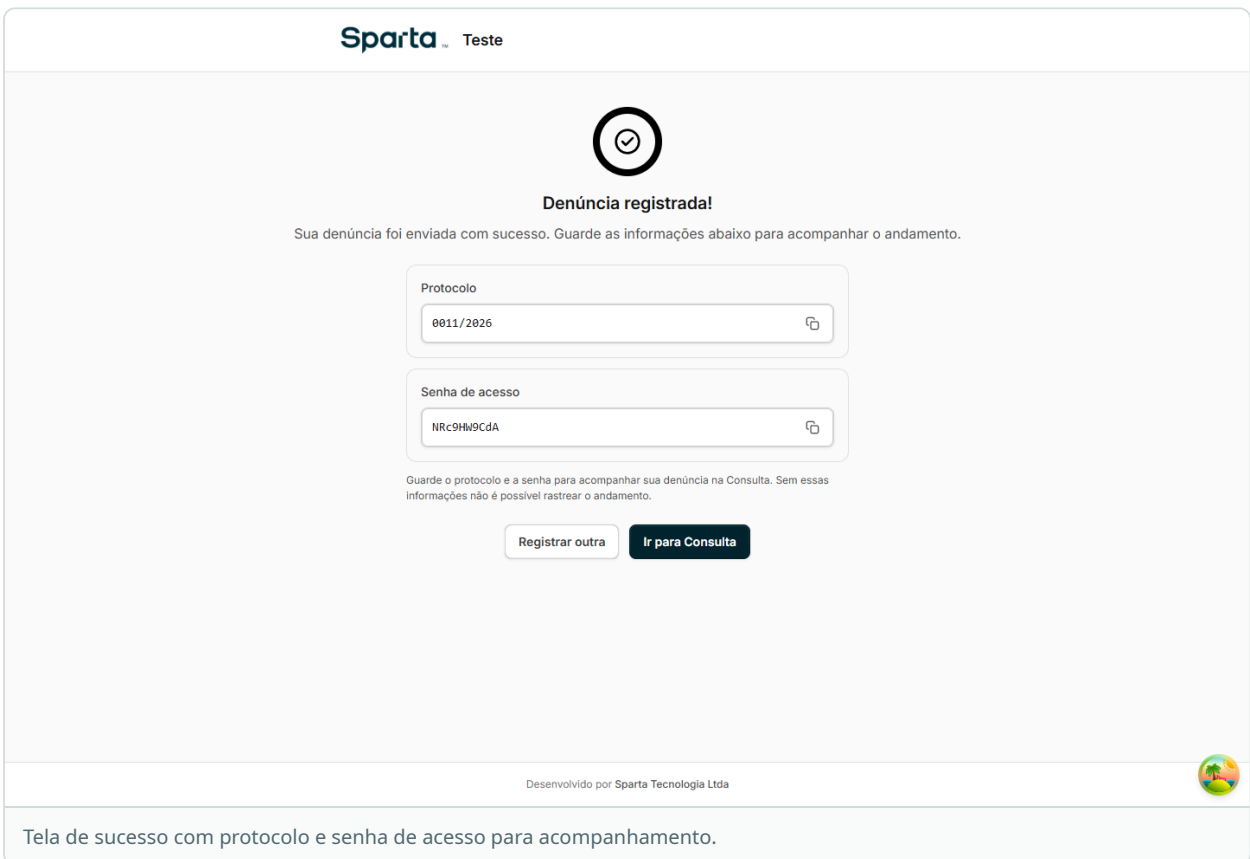 Sparta ™ Teste
Denúncia registrada!
Sua denúncia foi enviada com sucesso. Guarde as informações abaixo para acompanhar o andamento.
Protocolo
0011/2026
Senha de acesso
NRc9HW9CdA
Guarde o protocolo e a senha para acompanhar sua denúncia na Consulta. Sem essas
informações não é possível rastrear o andamento.
Registrar outra
Ir para Consulta
Desenvolvido por Sparta Tecnologia Ltda
Tela de sucesso com protocolo e senha de acesso para acompanhamento.